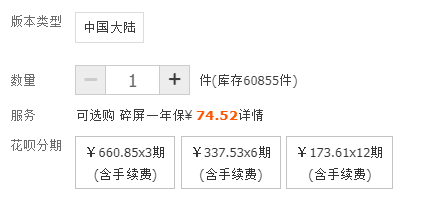 版本类型 中国大陆
数量 — 1 + 件(库存60855件)
服务 可选购 碎屏一年保¥ 74.52详情
花呗分期 ¥660.85x3期 ¥337.53x6期 ¥173.61x12期
(含手续费) (含手续费) (含手续费)